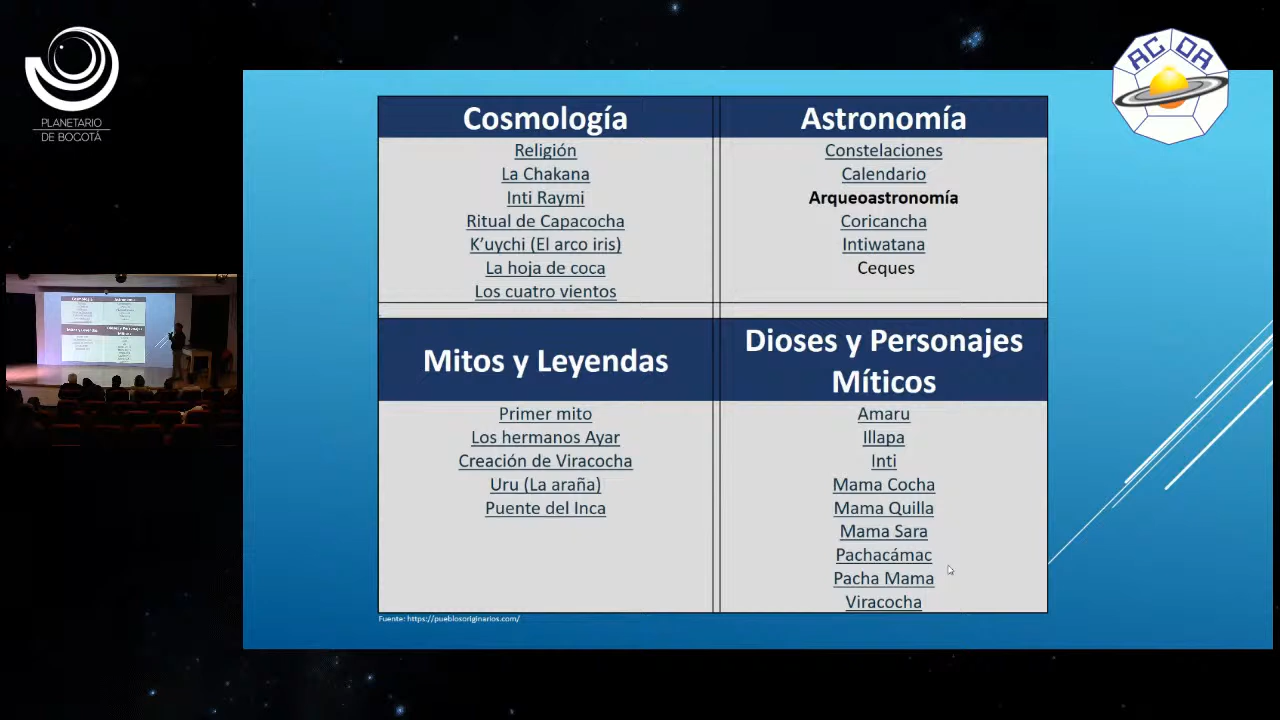 PLANETARIO
DE BOGOTÁ
ACDA
Cosmología
Religión
La Chakana
Inti Raymi
Ritual de Capacocha
K'uychi (El arco iris)
La hoja de coca
Los cuatro vientos
Astronomía
Constelaciones
Calendario
Arqueoastronomía
Coricancha
Intiwatana
Ceques
Mitos y Leyendas
Primer mito
Los hermanos Ayar
Creación de Viracocha
Uru (La araña)
Puente del Inca
Dioses y Personajes
Míticos
Amaru
Illapa
Inti
Mama Cocha
Mama Quilla
Mama Sara
Pachacámac
Pacha Mama
Viracocha
Fuente: https://pueblosoriginarios.com/